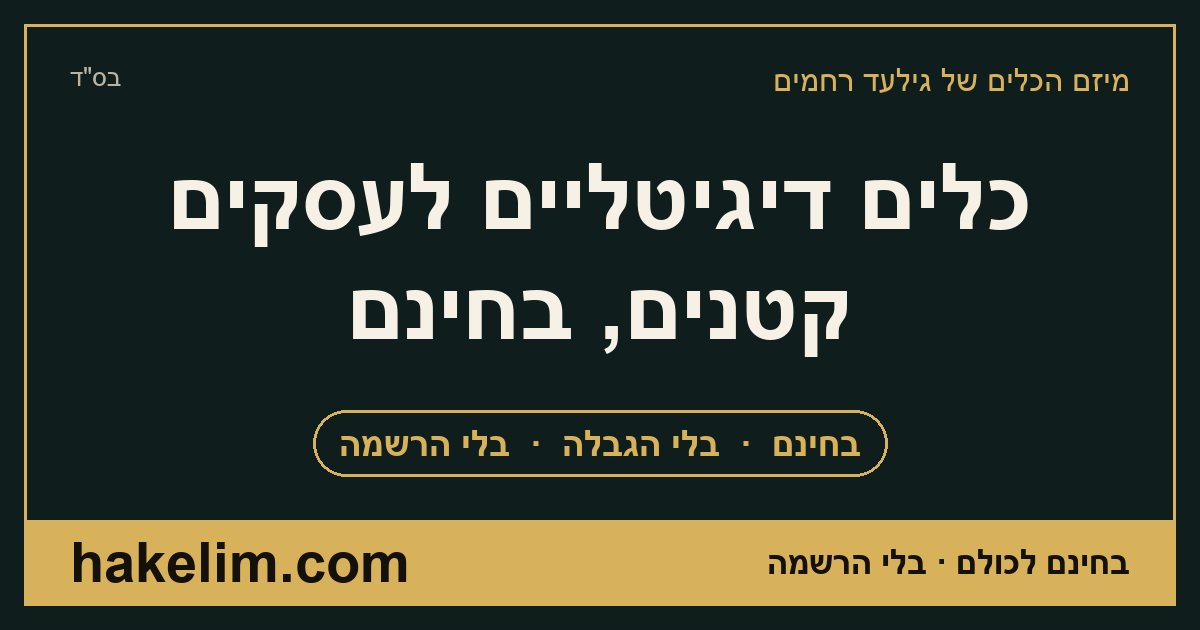 בס"ד
מיזם הכלים של גילעד רחמים
כלים דיגיטליים לעסקים
קטנים, בחינם
בחינם · בלי הגבלה · בלי הרשמה
בחינם לכולם · בלי הרשמה
hakelim.com